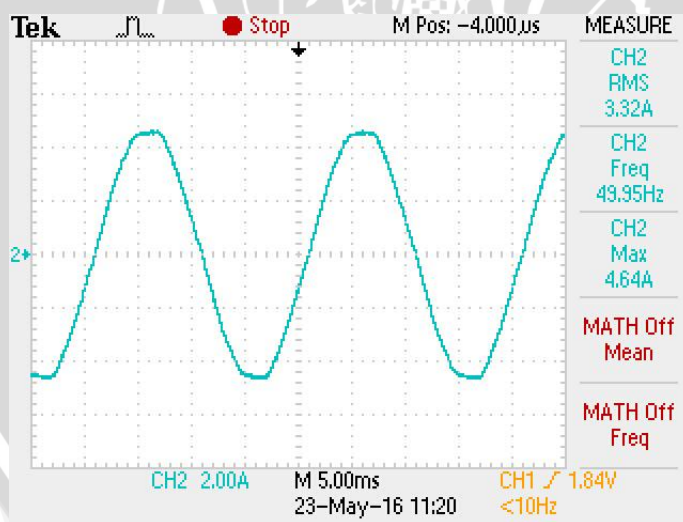 Tek Stop M Pos: -4.000µs MEASURE
CH2
RMS
3.32A
CH2
Freq
49.95Hz
CH2
Max
4.64A
MATH Off
Mean
MATH Off
Freq
2
CH2 2.00A M 5.00ms CH1 1.84V
23-May-16 11:20 <10Hz